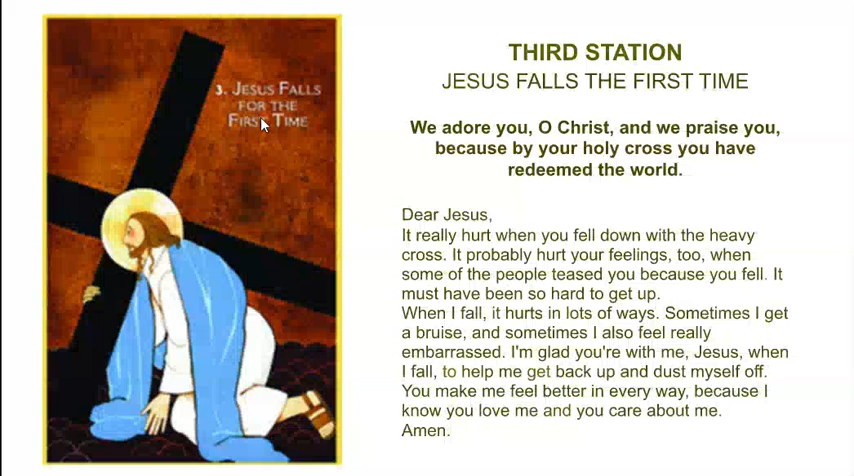 3. JESUS FALLS
FOR THE
FIRST TIME
THIRD STATION
JESUS FALLS THE FIRST TIME
We adore you, O Christ, and we praise you,
because by your holy cross you have
redeemed the world.
Dear Jesus,
It really hurt when you fell down with the heavy
cross. It probably hurt your feelings, too, when
some of the people teased you because you fell. It
must have been so hard to get up.
When I fall, it hurts in lots of ways. Sometimes I get
a bruise, and sometimes I also feel really
embarrassed. I'm glad you're with me, Jesus, when
I fall, to help me get back up and dust myself off.
You make me feel better in every way, because I
know you love me and you care about me.
Amen.